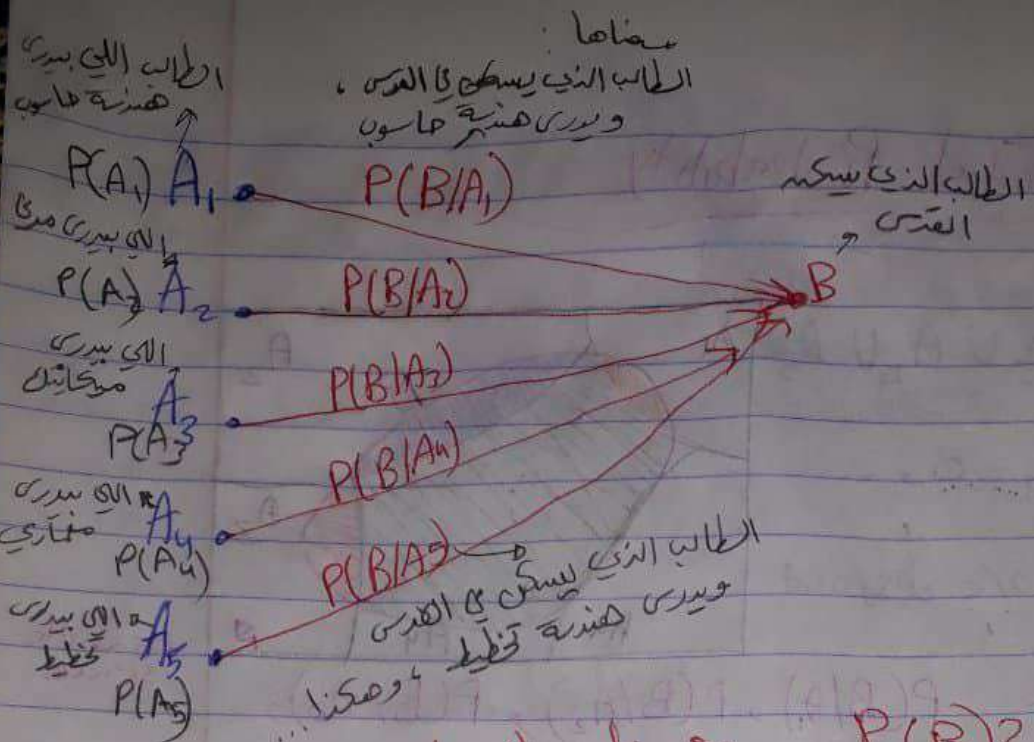 معناها :
الطالب الذي يسكن في القدس ،
ويدرس هندسة حاسوب
الطالب اللي بيدرس
هندسة حاسوب
P(A₁) A₁ P(B/A₁)
الطالب الذي يسكن
القدس
B
اللي بيدرس مدني
P(A₂) A₂ P(B/A₂)
اللي بيدرس
ميكانيك
A₃ P(B/A₃)
P(A₃)
اللي بيدرس
معماري
A₄ P(B/A₄)
P(A₄)
اللي بيدرس
تخطيط
A₅ P(B/A₅)
P(A₅)
الطالب الذي يسكن في القدس
ويدرس هندسة تخطيط ، وهكذا...
P(B)?